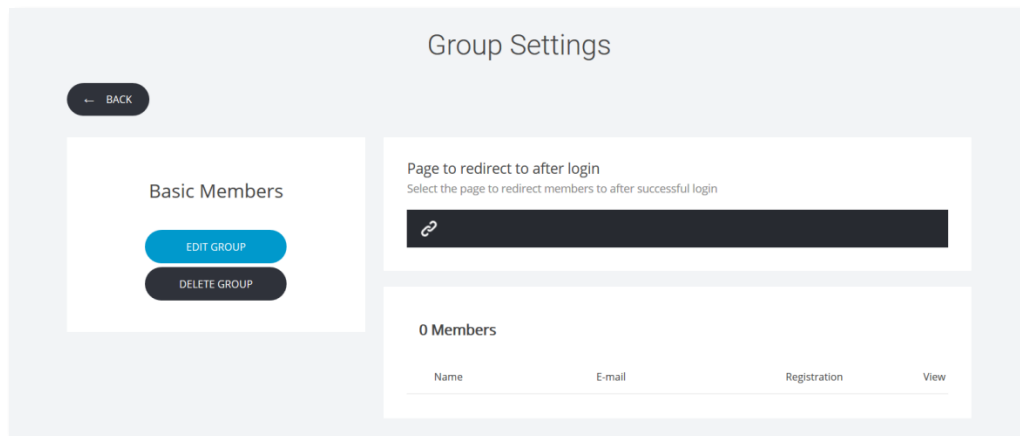 Group Settings
← BACK
Basic Members
EDIT GROUP
DELETE GROUP
Page to redirect to after login
Select the page to redirect members to after successful login
0 Members
Name E-mail Registration View